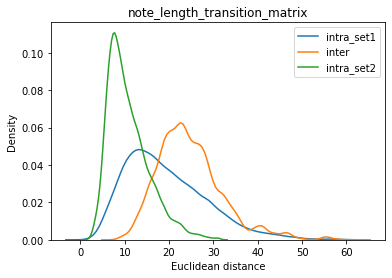 note_length_transition_matrix
intra_set1
inter
intra_set2
Density
0.10
0.08
0.06
0.04
0.02
0.00
0 10 20 30 40 50 60
Euclidean distance